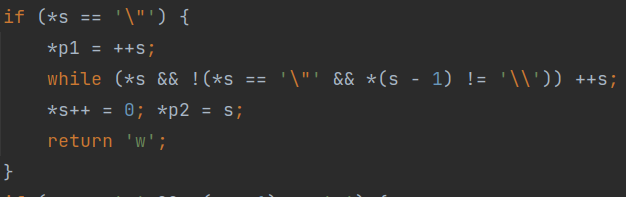 if (*s == '\"') {
*p1 = ++s;
while (*s && !(*s == '\"' && *(s - 1) != '\\')) ++s;
*s++ = 0; *p2 = s;
return 'w';
}